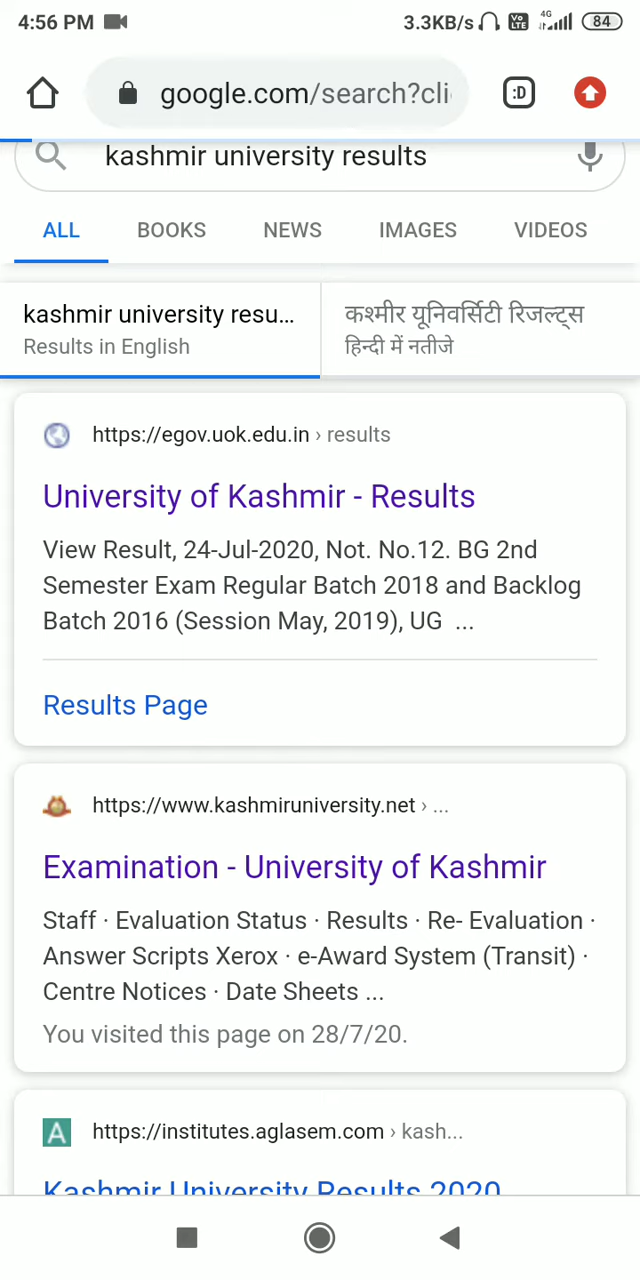 4:56 PM 3.3KB/s Vo LTE 4G 84
google.com/search?cli
:D
kashmir university results
ALL BOOKS NEWS IMAGES VIDEOS
kashmir university resu...
Results in English
कश्मीर यूनिवर्सिटी रिजल्ट्स
हिन्दी में नतीजे
https://egov.uok.edu.in › results
University of Kashmir - Results
View Result, 24-Jul-2020, Not. No.12. BG 2nd
Semester Exam Regular Batch 2018 and Backlog
Batch 2016 (Session May, 2019), UG ...
Results Page
https://www.kashmiruniversity.net › ...
Examination - University of Kashmir
Staff · Evaluation Status · Results · Re- Evaluation ·
Answer Scripts Xerox · e-Award System (Transit) ·
Centre Notices · Date Sheets ...
You visited this page on 28/7/20.
A https://institutes.aglasem.com › kash...
Kashmir University Results 2020